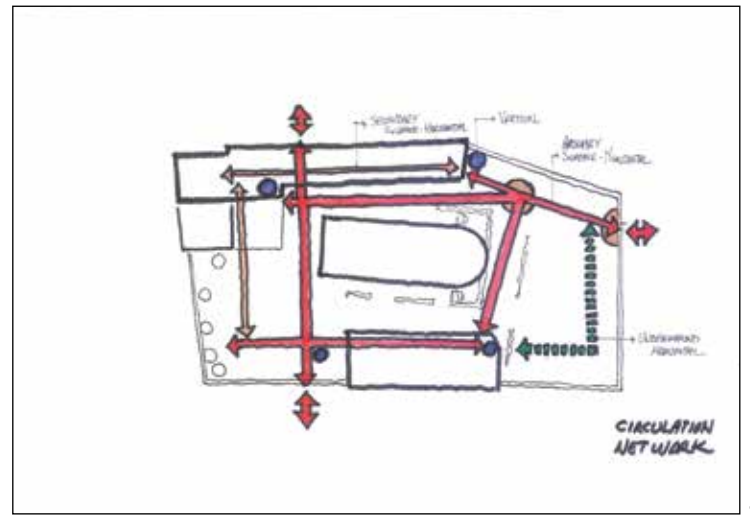 SECONDARY
SURFACE-HORIZONTAL
VERTICAL
PRIMARY
SURFACE-HORIZONTAL
UNDERGROUND
HORIZONTAL
CIRCULATION
NETWORK